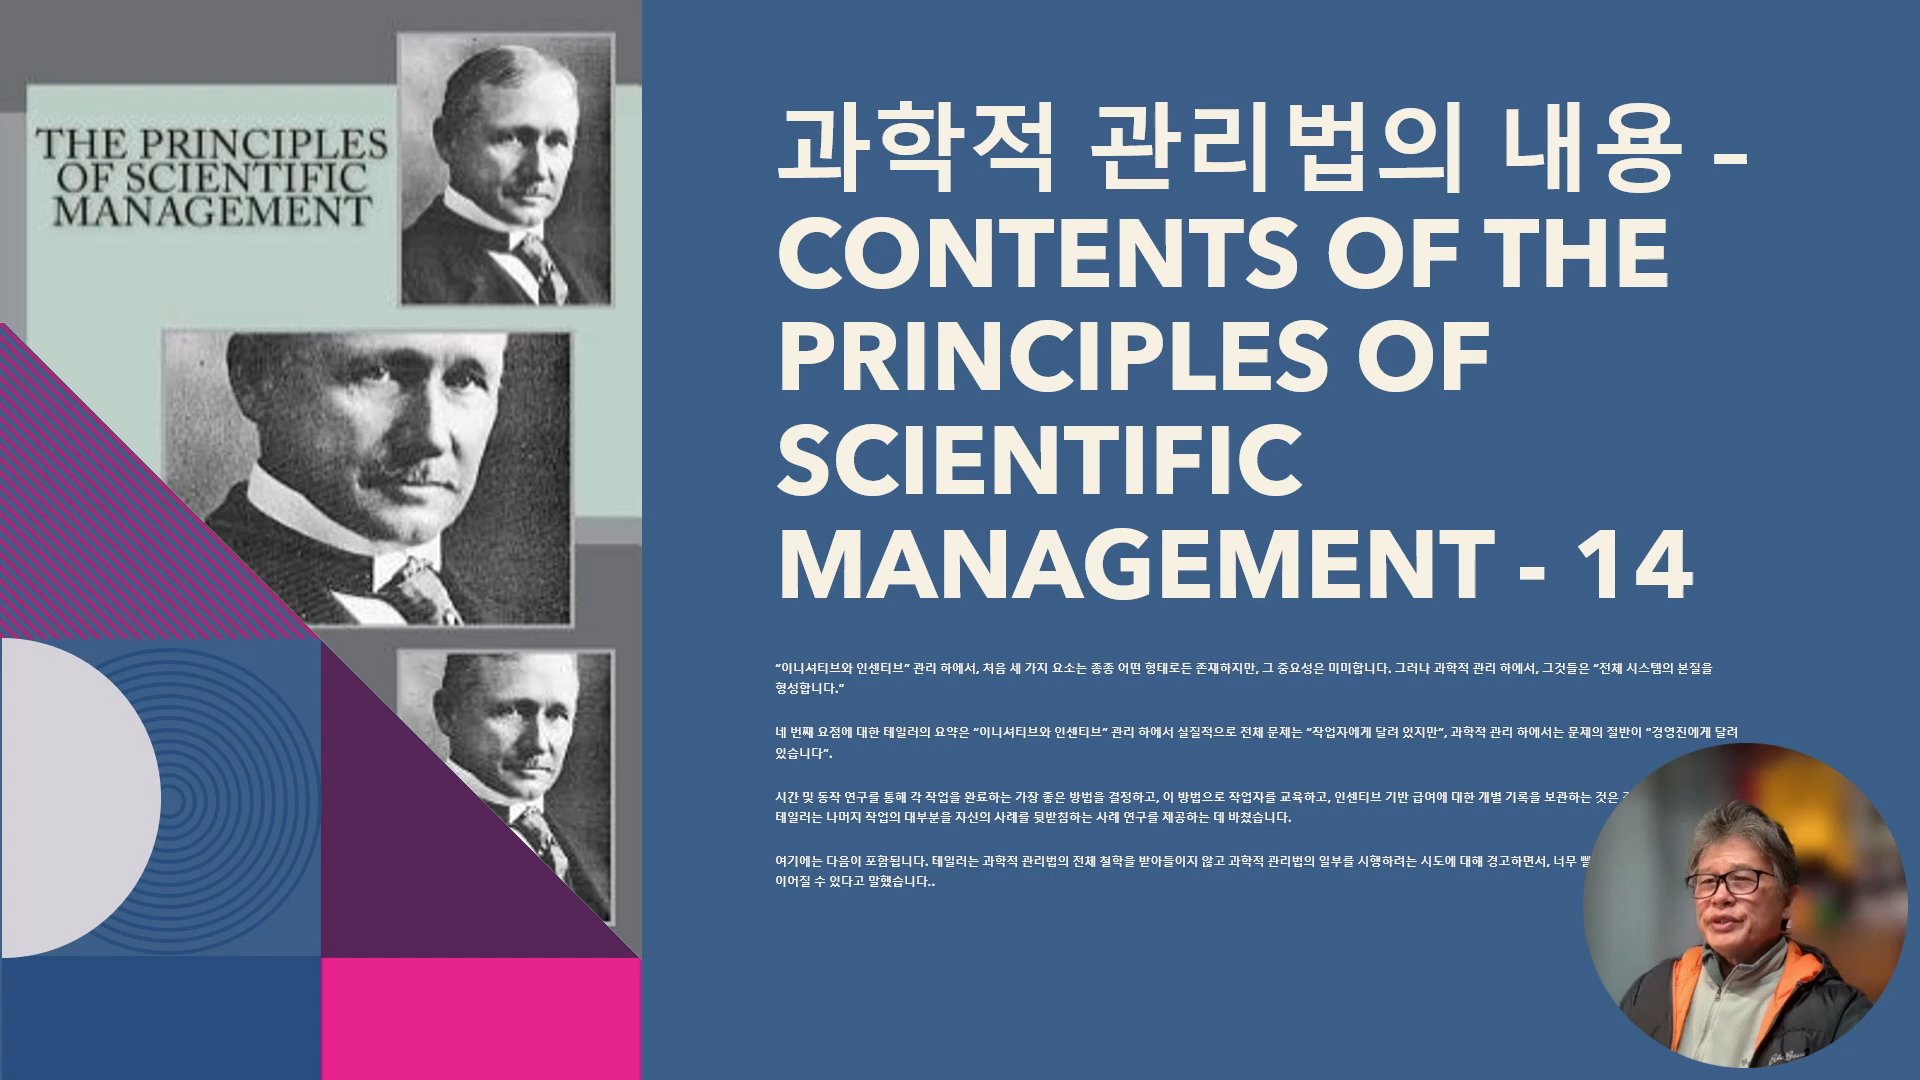 THE PRINCIPLES
OF SCIENTIFIC
MANAGEMENT
과학적 관리법의 내용 –
CONTENTS OF THE
PRINCIPLES OF
SCIENTIFIC
MANAGEMENT - 14
“이니셔티브와 인센티브” 관리 하에서, 처음 세 가지 요소는 종종 어떤 형태로든 존재하지만, 그 중요성은 미미합니다. 그러나 과학적 관리 하에서, 그것들은 “전체 시스템의 본질을
형성합니다.”
네 번째 요점에 대한 테일러의 요약은 “이니셔티브와 인센티브” 관리 하에서 실질적으로 전체 문제는 “작업자에게 달려 있지만”, 과학적 관리 하에서는 문제의 절반이 “경영진에게 달려
있습니다”.
시간 및 동작 연구를 통해 각 작업을 완료하는 가장 좋은 방법을 결정하고, 이 방법으로 작업자를 교육하고, 인센티브 기반 급여에 대한 개별 기록을 보관하는 것은
테일러는 나머지 작업의 대부분을 자신의 사례를 뒷받침하는 사례 연구를 제공하는 데 바쳤습니다.
여기에는 다음이 포함됩니다. 테일러는 과학적 관리법의 전체 철학을 받아들이지 않고 과학적 관리법의 일부를 시행하려는 시도에 대해 경고하면서, 너무
이어질 수 있다고 말했습니다..